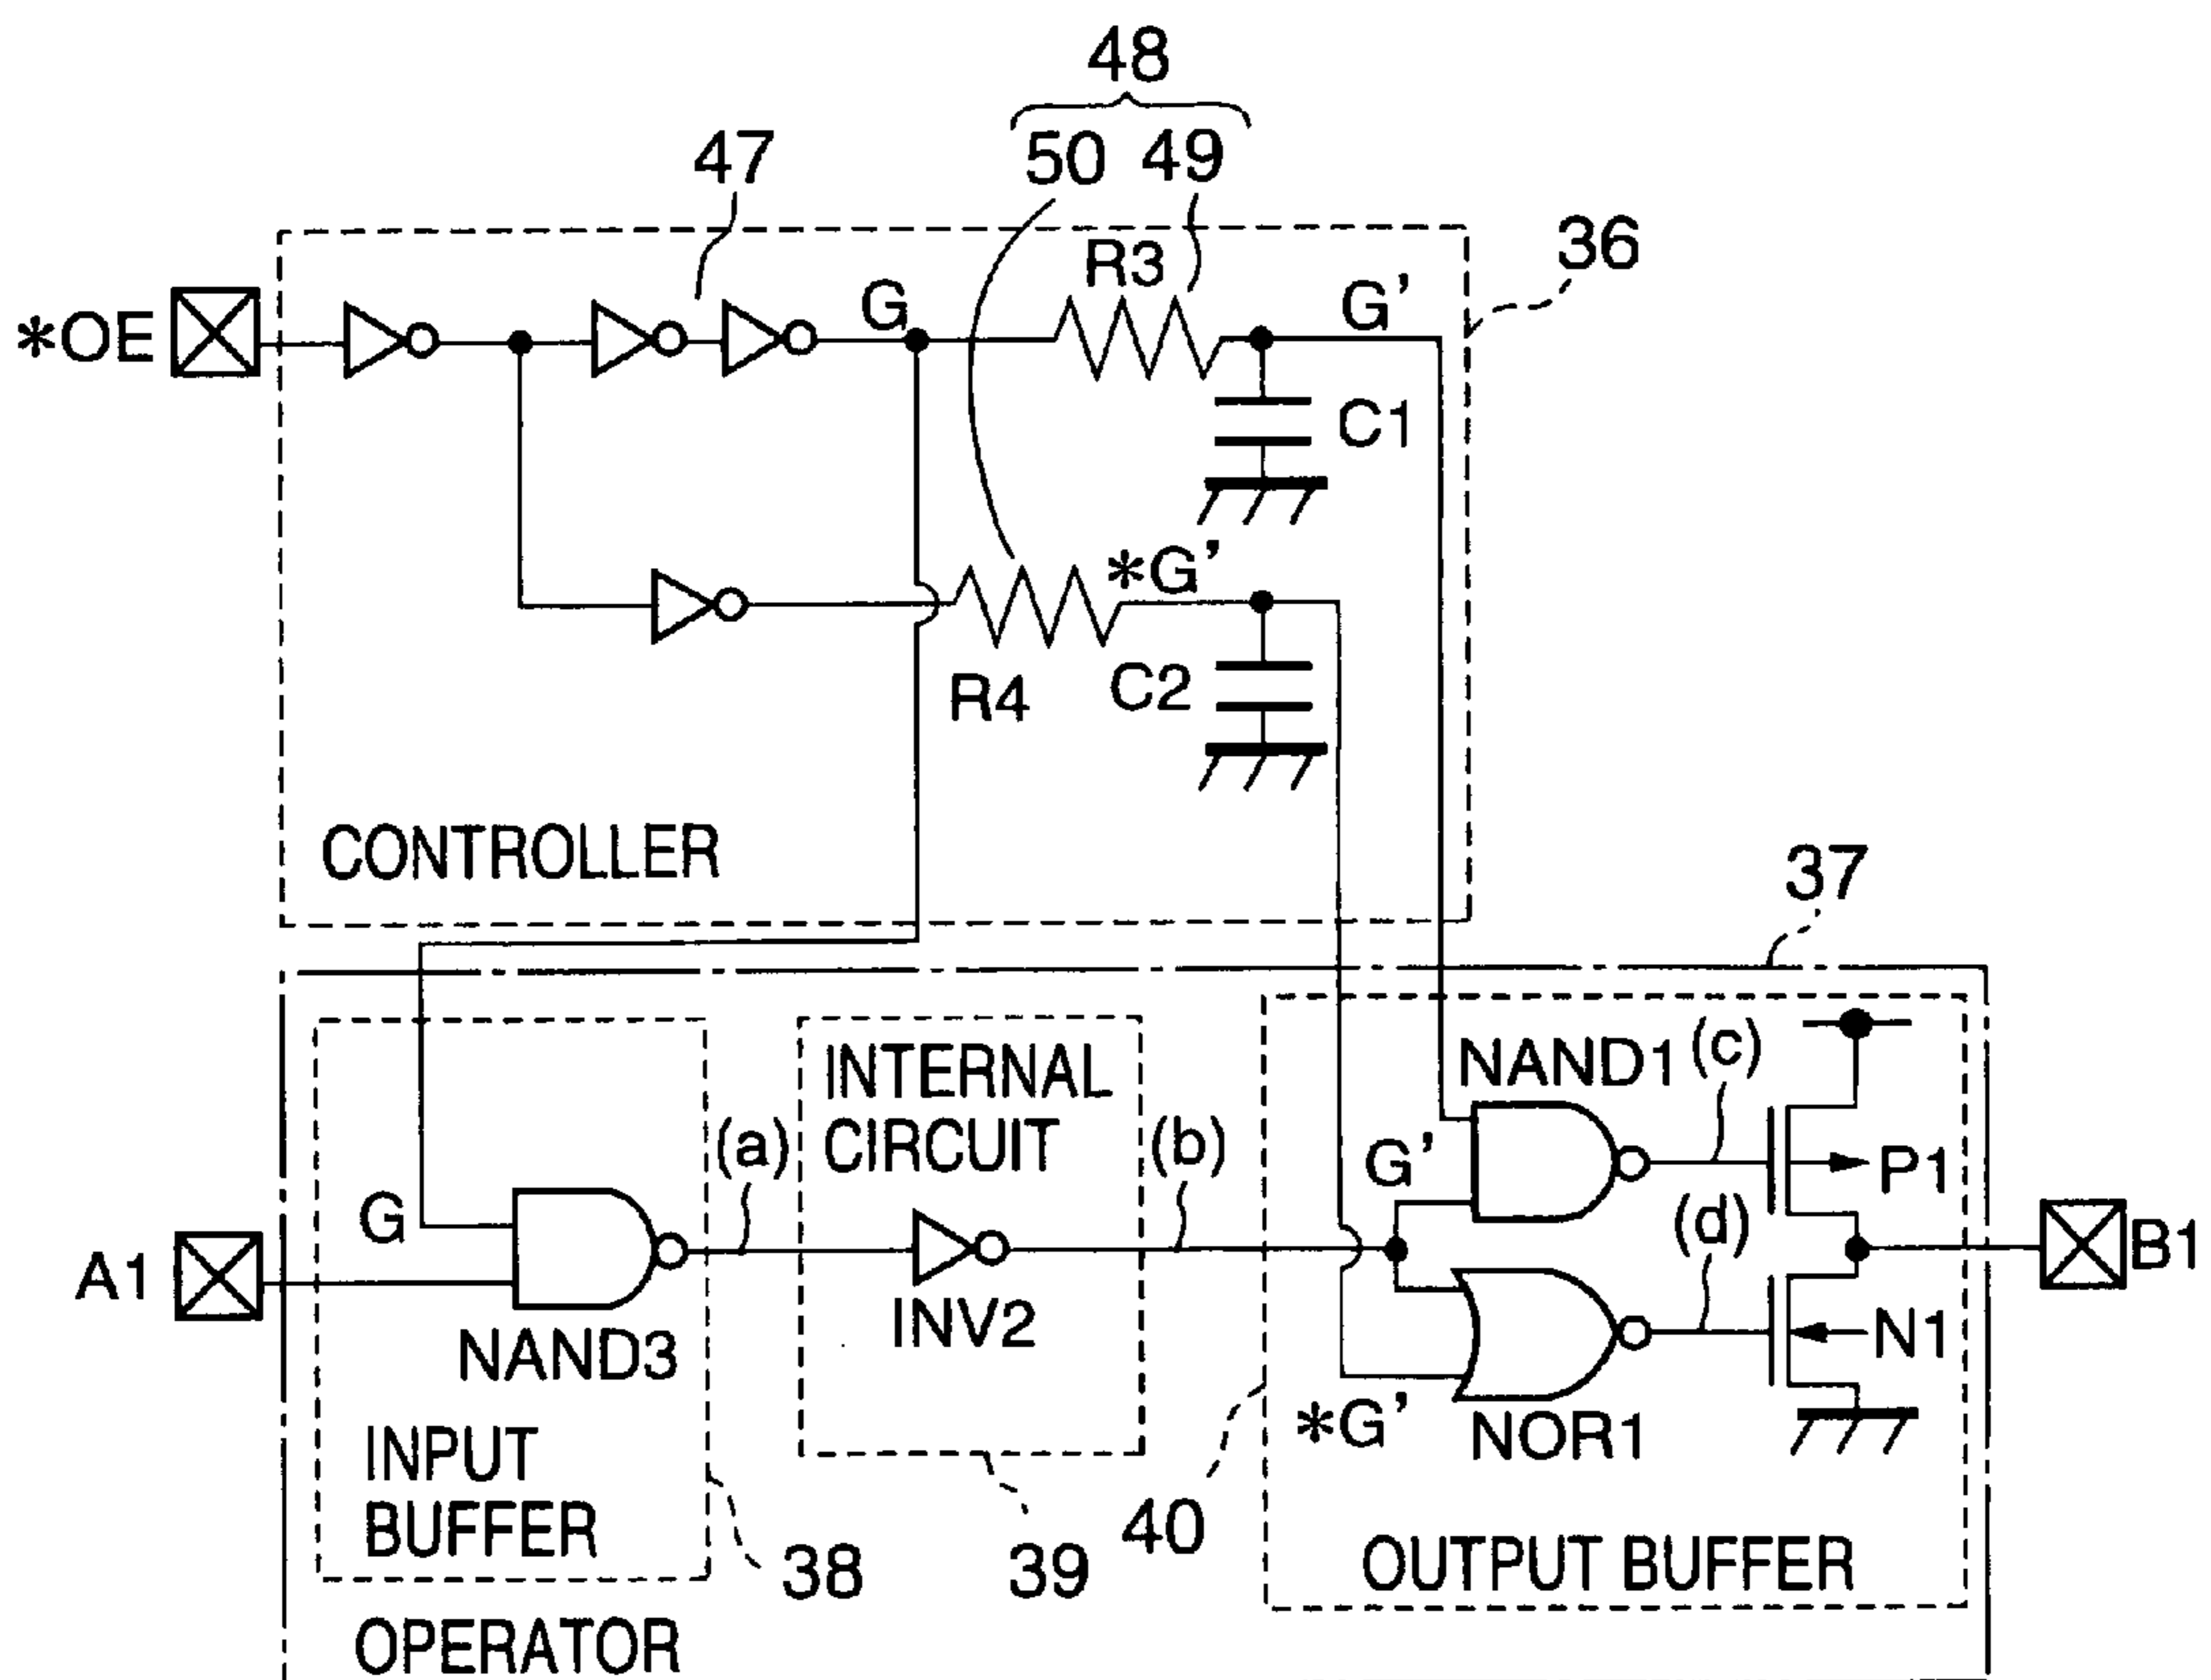 48
50 49
47
36
R3
G
G'
*OE
C1
*G'
R4
C2
CONTROLLER
37
INTERNAL
CIRCUIT
NAND1
(c)
(a)
(b)
G'
P1
G
(d)
A1
B1
INV2
N1
NAND3
*G'
NOR1
INPUT
BUFFER
38
39
40
OUTPUT BUFFER
OPERATOR